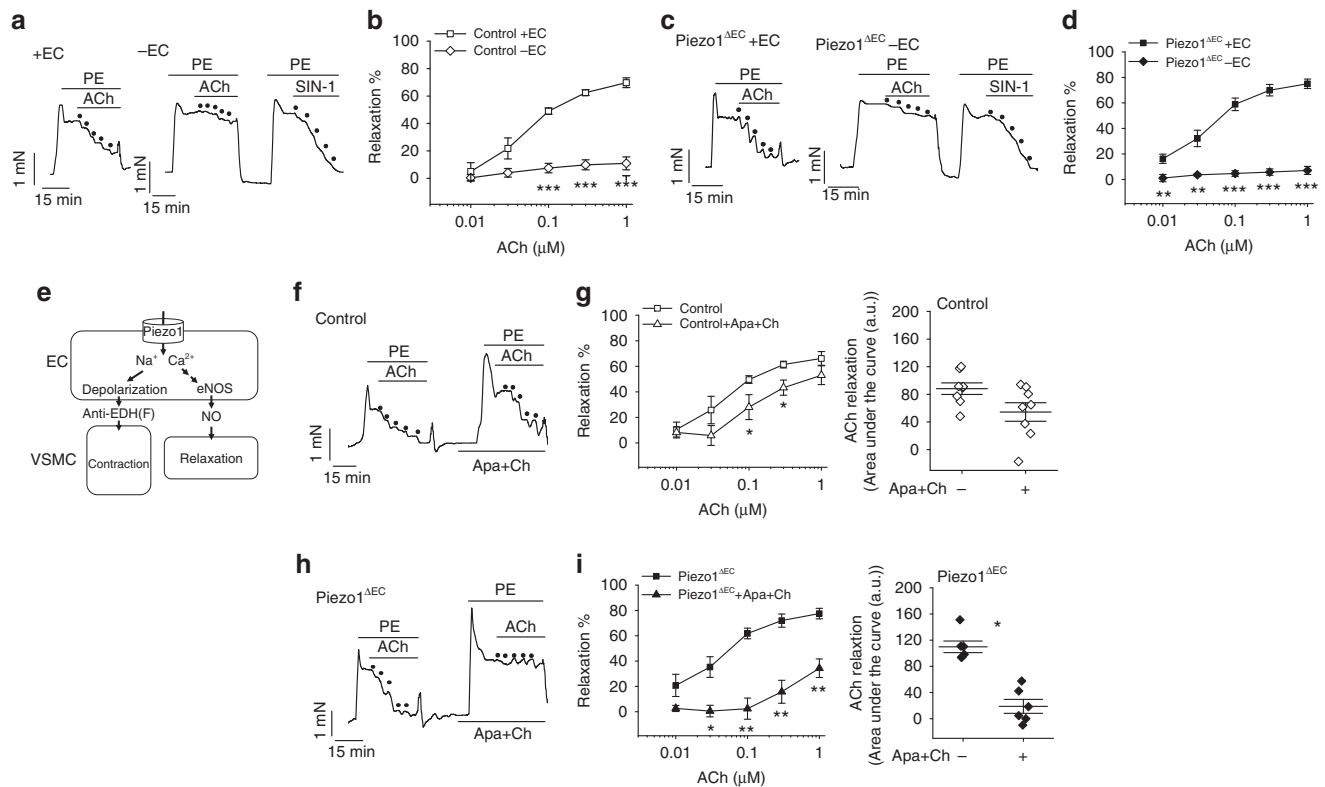 a
+EC
−EC
PE
ACh
PE
ACh
PE
SIN-1
1 mN
15 min
1 mN
15 min
b
Control +EC
Control −EC
Relaxation %
100
80
60
40
20
0
***
***
***
0.01
0.1
1
ACh (μM)
c
Piezo1ΔEC +EC
Piezo1ΔEC −EC
PE
ACh
PE
ACh
PE
SIN-1
1 mN
15 min
1 mN
15 min
d
Piezo1ΔEC +EC
Piezo1ΔEC −EC
Relaxation %
100
80
60
40
20
0
**
**
***
***
***
0.01
0.1
1
ACh (μM)
e
EC
Piezo1
Na+
Ca2+
Depolarization
eNOS
Anti-EDH(F)
NO
VSMC
Contraction
Relaxation
f
Control
PE
ACh
PE
ACh
1 mN
15 min
Apa+Ch
g
Control
Control+Apa+Ch
Relaxation %
100
80
60
40
20
0
*
*
0.01
0.1
1
ACh (μM)
Control
ACh relaxation
(Area under the curve (a.u.))
200
160
120
80
40
0
Apa+Ch
−
+
h
Piezo1ΔEC
PE
ACh
PE
ACh
1 mN
15 min
Apa+Ch
i
Piezo1ΔEC
Piezo1ΔEC+Apa+Ch
Relaxation %
100
80
60
40
20
0
*
**
**
**
0.01
0.1
1
ACh (μM)
Piezo1ΔEC
ACh relaxtion
(Area under the curve (a.u.))
200
160
120
80
40
0
*
Apa+Ch
−
+